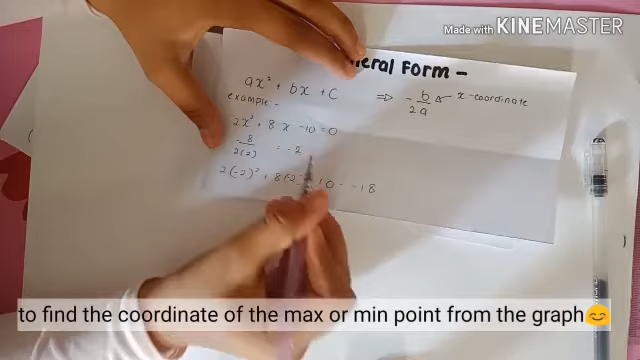 Made with KINEMASTER
neral Form -
ax² + bx + c ⇒ - b/2a ← x-coordinate
example:-
2x² + 8x - 10 = 0
- 8/2(2) = -2
2(-2)² + 8(-2) - 10 = -18
to find the coordinate of the max or min point from the graph😊